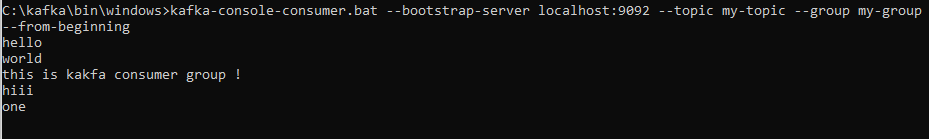 C:\kafka\bin\windows>kafka-console-consumer.bat --bootstrap-server localhost:9092 --topic my-topic --group my-group
--from-beginning
hello
world
this is kakfa consumer group !
hiii
one